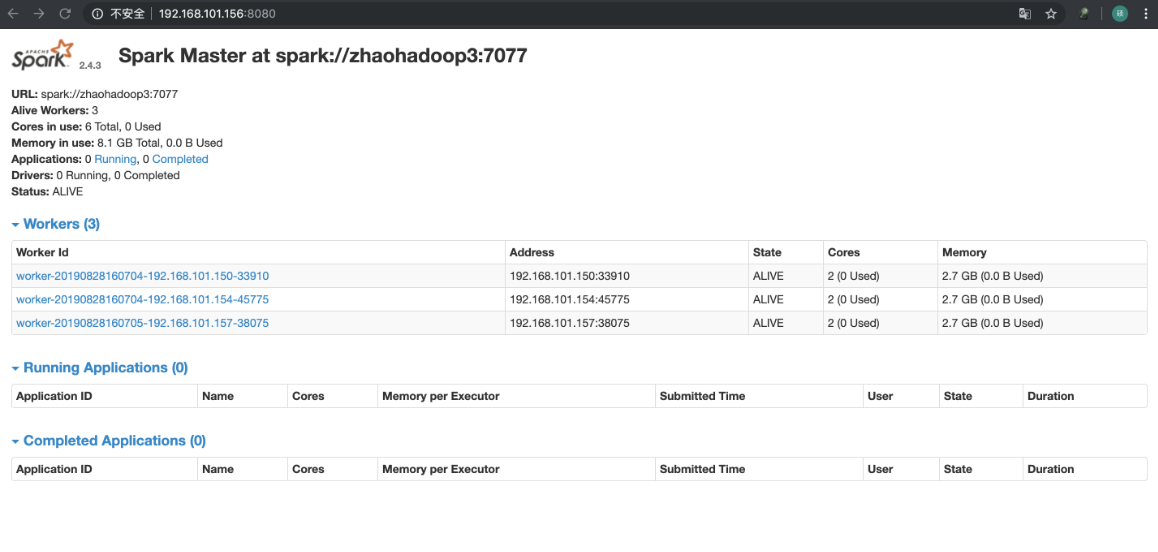 不安全 192.168.101.156:8080
APACHE Spark 2.4.3 Spark Master at spark://zhaohadoop3:7077
URL: spark://zhaohadoop3:7077
Alive Workers: 3
Cores in use: 6 Total, 0 Used
Memory in use: 8.1 GB Total, 0.0 B Used
Applications: 0 Running, 0 Completed
Drivers: 0 Running, 0 Completed
Status: ALIVE
Workers (3)
Worker Id Address State Cores Memory
worker-20190828160704-192.168.101.150-33910 192.168.101.150:33910 ALIVE 2 (0 Used) 2.7 GB (0.0 B Used)
worker-20190828160704-192.168.101.154-45775 192.168.101.154:45775 ALIVE 2 (0 Used) 2.7 GB (0.0 B Used)
worker-20190828160705-192.168.101.157-38075 192.168.101.157:38075 ALIVE 2 (0 Used) 2.7 GB (0.0 B Used)
Running Applications (0)
Application ID Name Cores Memory per Executor Submitted Time User State Duration
Completed Applications (0)
Application ID Name Cores Memory per Executor Submitted Time User State Duration